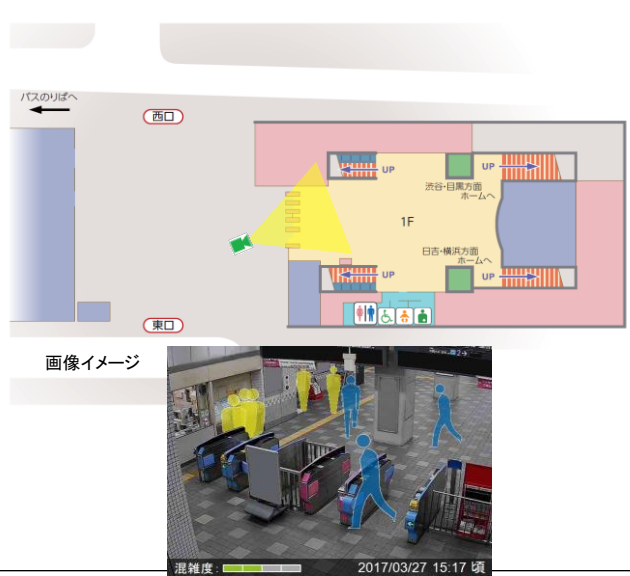 バスのりばへ
西口
UP
UP
渋谷・目黒方面
ホームへ
1F
日吉・横浜方面
ホームへ
UP
UP
東口
画像イメージ
混雑度:
2017/03/27 15:17 頃